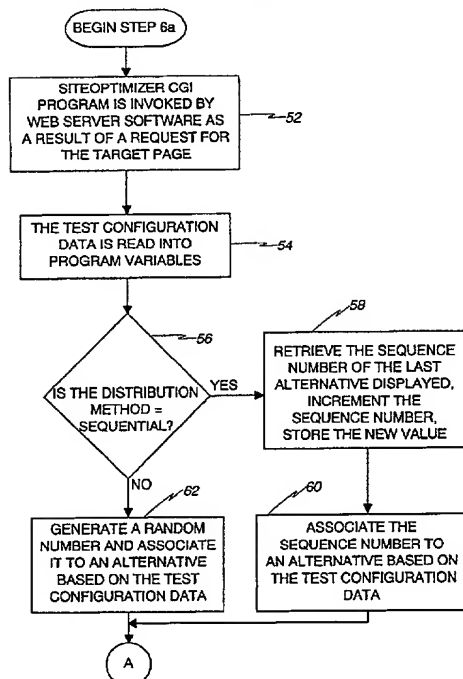 BEGIN STEP 6a
SITEOPTIMIZER CGI
PROGRAM IS INVOKED BY
WEB SERVER SOFTWARE AS
A RESULT OF A REQUEST FOR
THE TARGET PAGE
52
THE TEST CONFIGURATION
DATA IS READ INTO
PROGRAM VARIABLES
54
56
IS THE DISTRIBUTION
METHOD =
SEQUENTIAL?
YES
58
RETRIEVE THE SEQUENCE
NUMBER OF THE LAST
ALTERNATIVE DISPLAYED,
INCREMENT THE
SEQUENCE NUMBER,
STORE THE NEW VALUE
NO
62
GENERATE A RANDOM
NUMBER AND ASSOCIATE
IT TO AN ALTERNATIVE
BASED ON THE TEST
CONFIGURATION DATA
60
ASSOCIATE THE
SEQUENCE NUMBER TO
AN ALTERNATIVE BASED ON
THE TEST CONFIGURATION
DATA
A